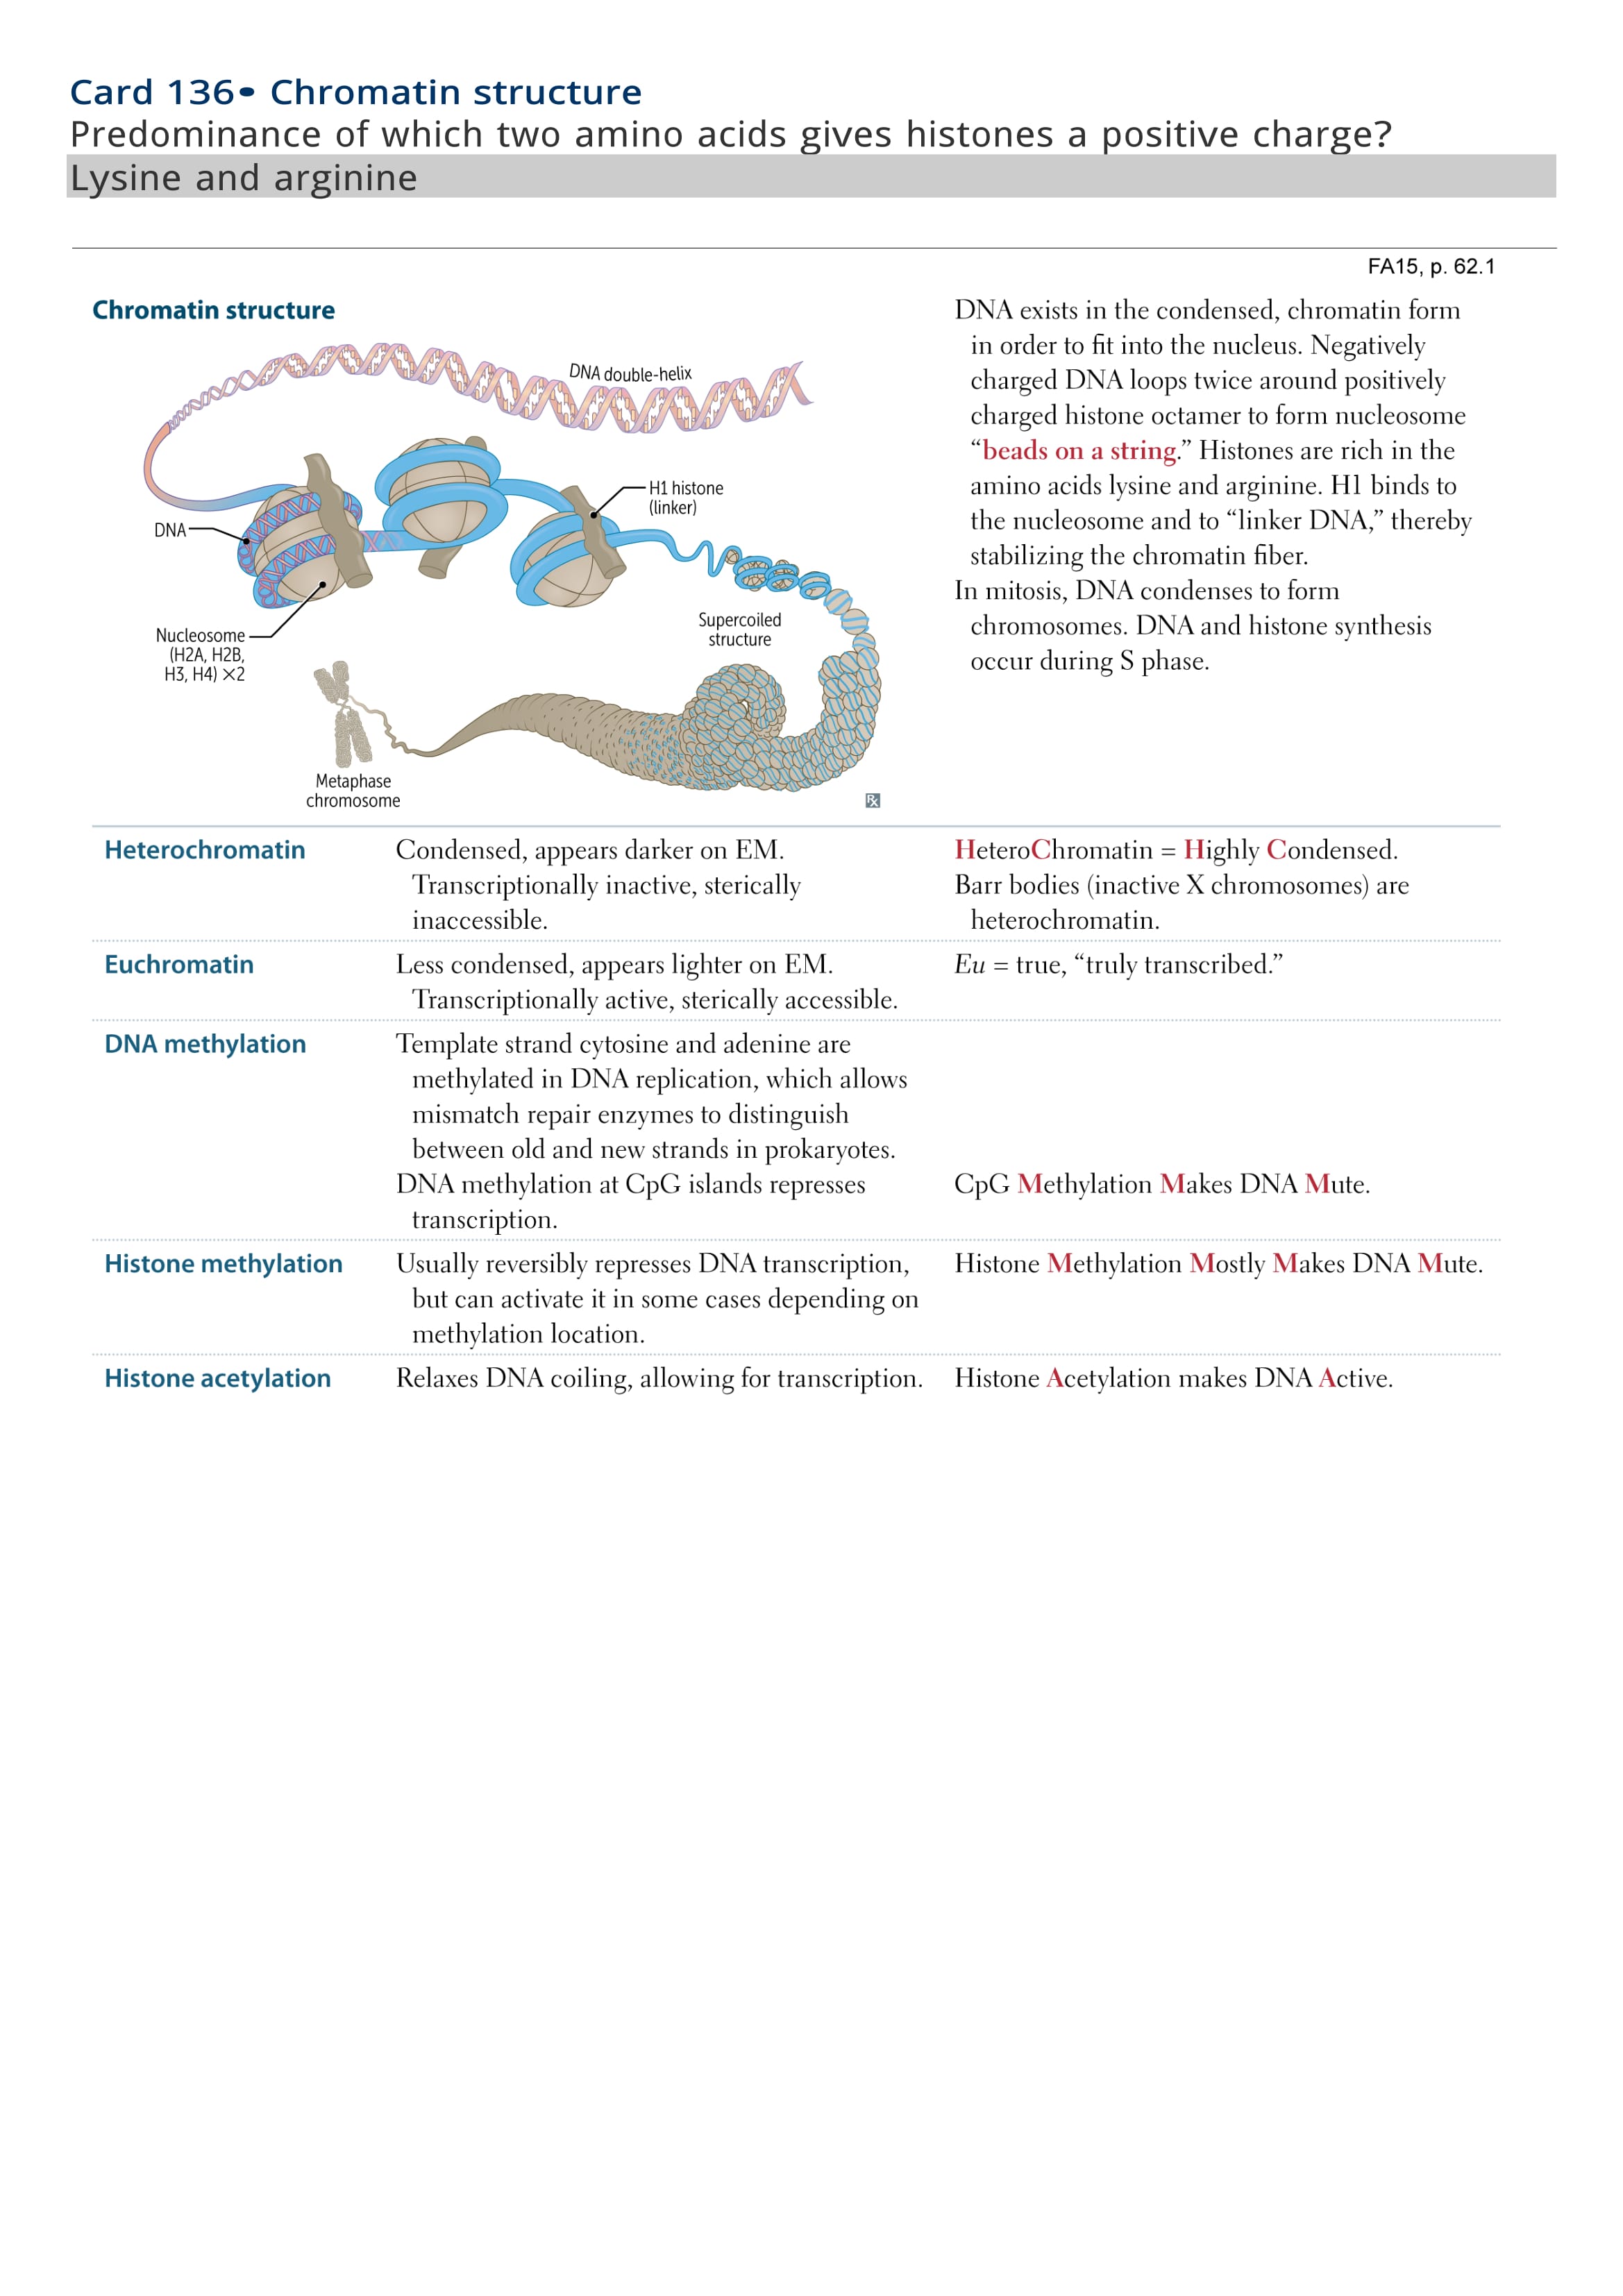 Card 136• Chromatin structure
Predominance of which two amino acids gives histones a positive charge?
Lysine and arginine
FA15, p. 62.1
Chromatin structure
DNA double-helix
DNA
H1 histone
(linker)
Nucleosome
(H2A, H2B,
H3, H4) ×2
Supercoiled
structure
Metaphase
chromosome
Rx
DNA exists in the condensed, chromatin form
in order to fit into the nucleus. Negatively
charged DNA loops twice around positively
charged histone octamer to form nucleosome
“beads on a string.” Histones are rich in the
amino acids lysine and arginine. H1 binds to
the nucleosome and to “linker DNA,” thereby
stabilizing the chromatin fiber.
In mitosis, DNA condenses to form
chromosomes. DNA and histone synthesis
occur during S phase.
Heterochromatin
Condensed, appears darker on EM.
Transcriptionally inactive, sterically
inaccessible.
HeteroChromatin = Highly Condensed.
Barr bodies (inactive X chromosomes) are
heterochromatin.
Euchromatin
Less condensed, appears lighter on EM.
Transcriptionally active, sterically accessible.
Eu = true, “truly transcribed.”
DNA methylation
Template strand cytosine and adenine are
methylated in DNA replication, which allows
mismatch repair enzymes to distinguish
between old and new strands in prokaryotes.
DNA methylation at CpG islands represses
transcription.
CpG Methylation Makes DNA Mute.
Histone methylation
Usually reversibly represses DNA transcription,
but can activate it in some cases depending on
methylation location.
Histone Methylation Mostly Makes DNA Mute.
Histone acetylation
Relaxes DNA coiling, allowing for transcription.
Histone Acetylation makes DNA Active.